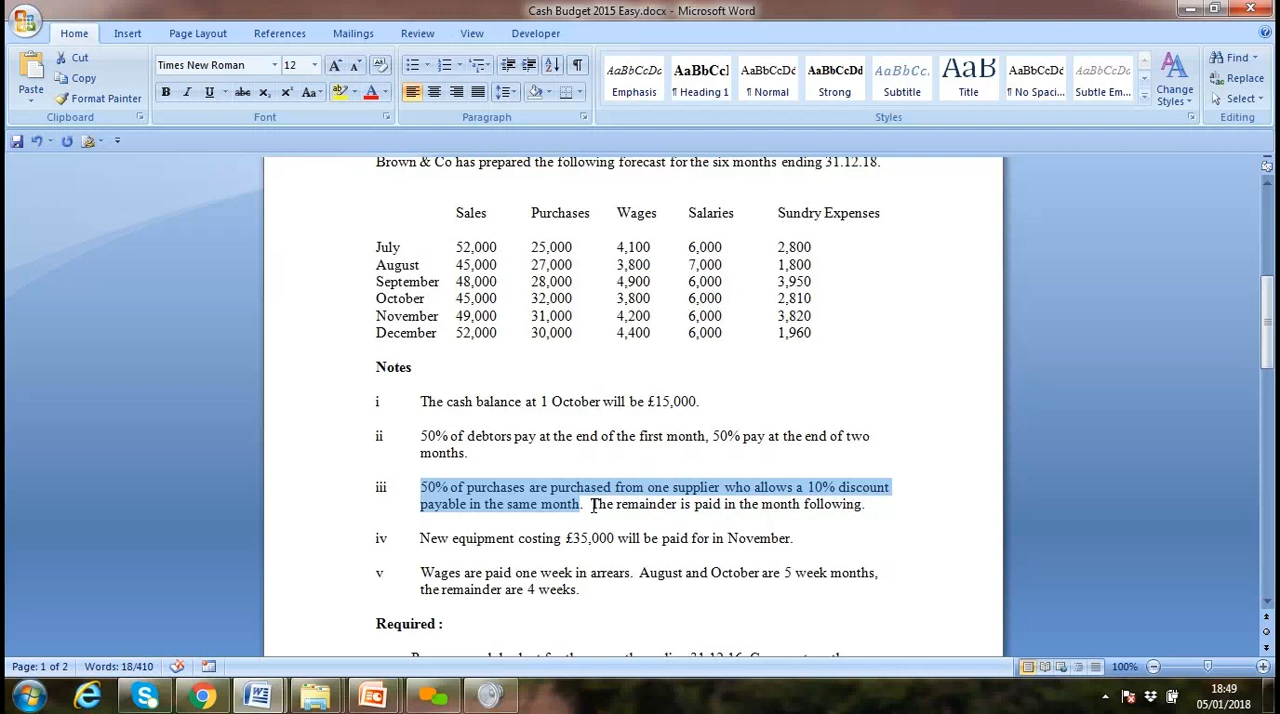 Cash Budget 2015 Easy.docx - Microsoft Word
Home Insert Page Layout References Mailings Review View Developer
Paste
Cut
Copy
Format Painter
Clipboard
Times New Roman 12
B I U abc x₂ x² Aa A
Font
Paragraph
AaBbCcDc AaBbCcI AaBbCcDc AaBbCcDd AaBbCc. AaB AaBbCcDc AaBbCcDc
Emphasis ¶ Heading 1 ¶ Normal Strong Subtitle Title ¶ No Spaci... Subtle Em...
Change
Styles
Styles
Find
Replace
Select
Editing
Brown & Co has prepared the following forecast for the six months ending 31.12.18.
Sales Purchases Wages Salaries Sundry Expenses
July 52,000 25,000 4,100 6,000 2,800
August 45,000 27,000 3,800 7,000 1,800
September 48,000 28,000 4,900 6,000 3,950
October 45,000 32,000 3,800 6,000 2,810
November 49,000 31,000 4,200 6,000 3,820
December 52,000 30,000 4,400 6,000 1,960
Notes
i The cash balance at 1 October will be £15,000.
ii 50% of debtors pay at the end of the first month, 50% pay at the end of two
months.
iii 50% of purchases are purchased from one supplier who allows a 10% discount
payable in the same month. The remainder is paid in the month following.
iv New equipment costing £35,000 will be paid for in November.
v Wages are paid one week in arrears. August and October are 5 week months,
the remainder are 4 weeks.
Required :
Page: 1 of 2 Words: 18/410 100%
18:49
05/01/2018